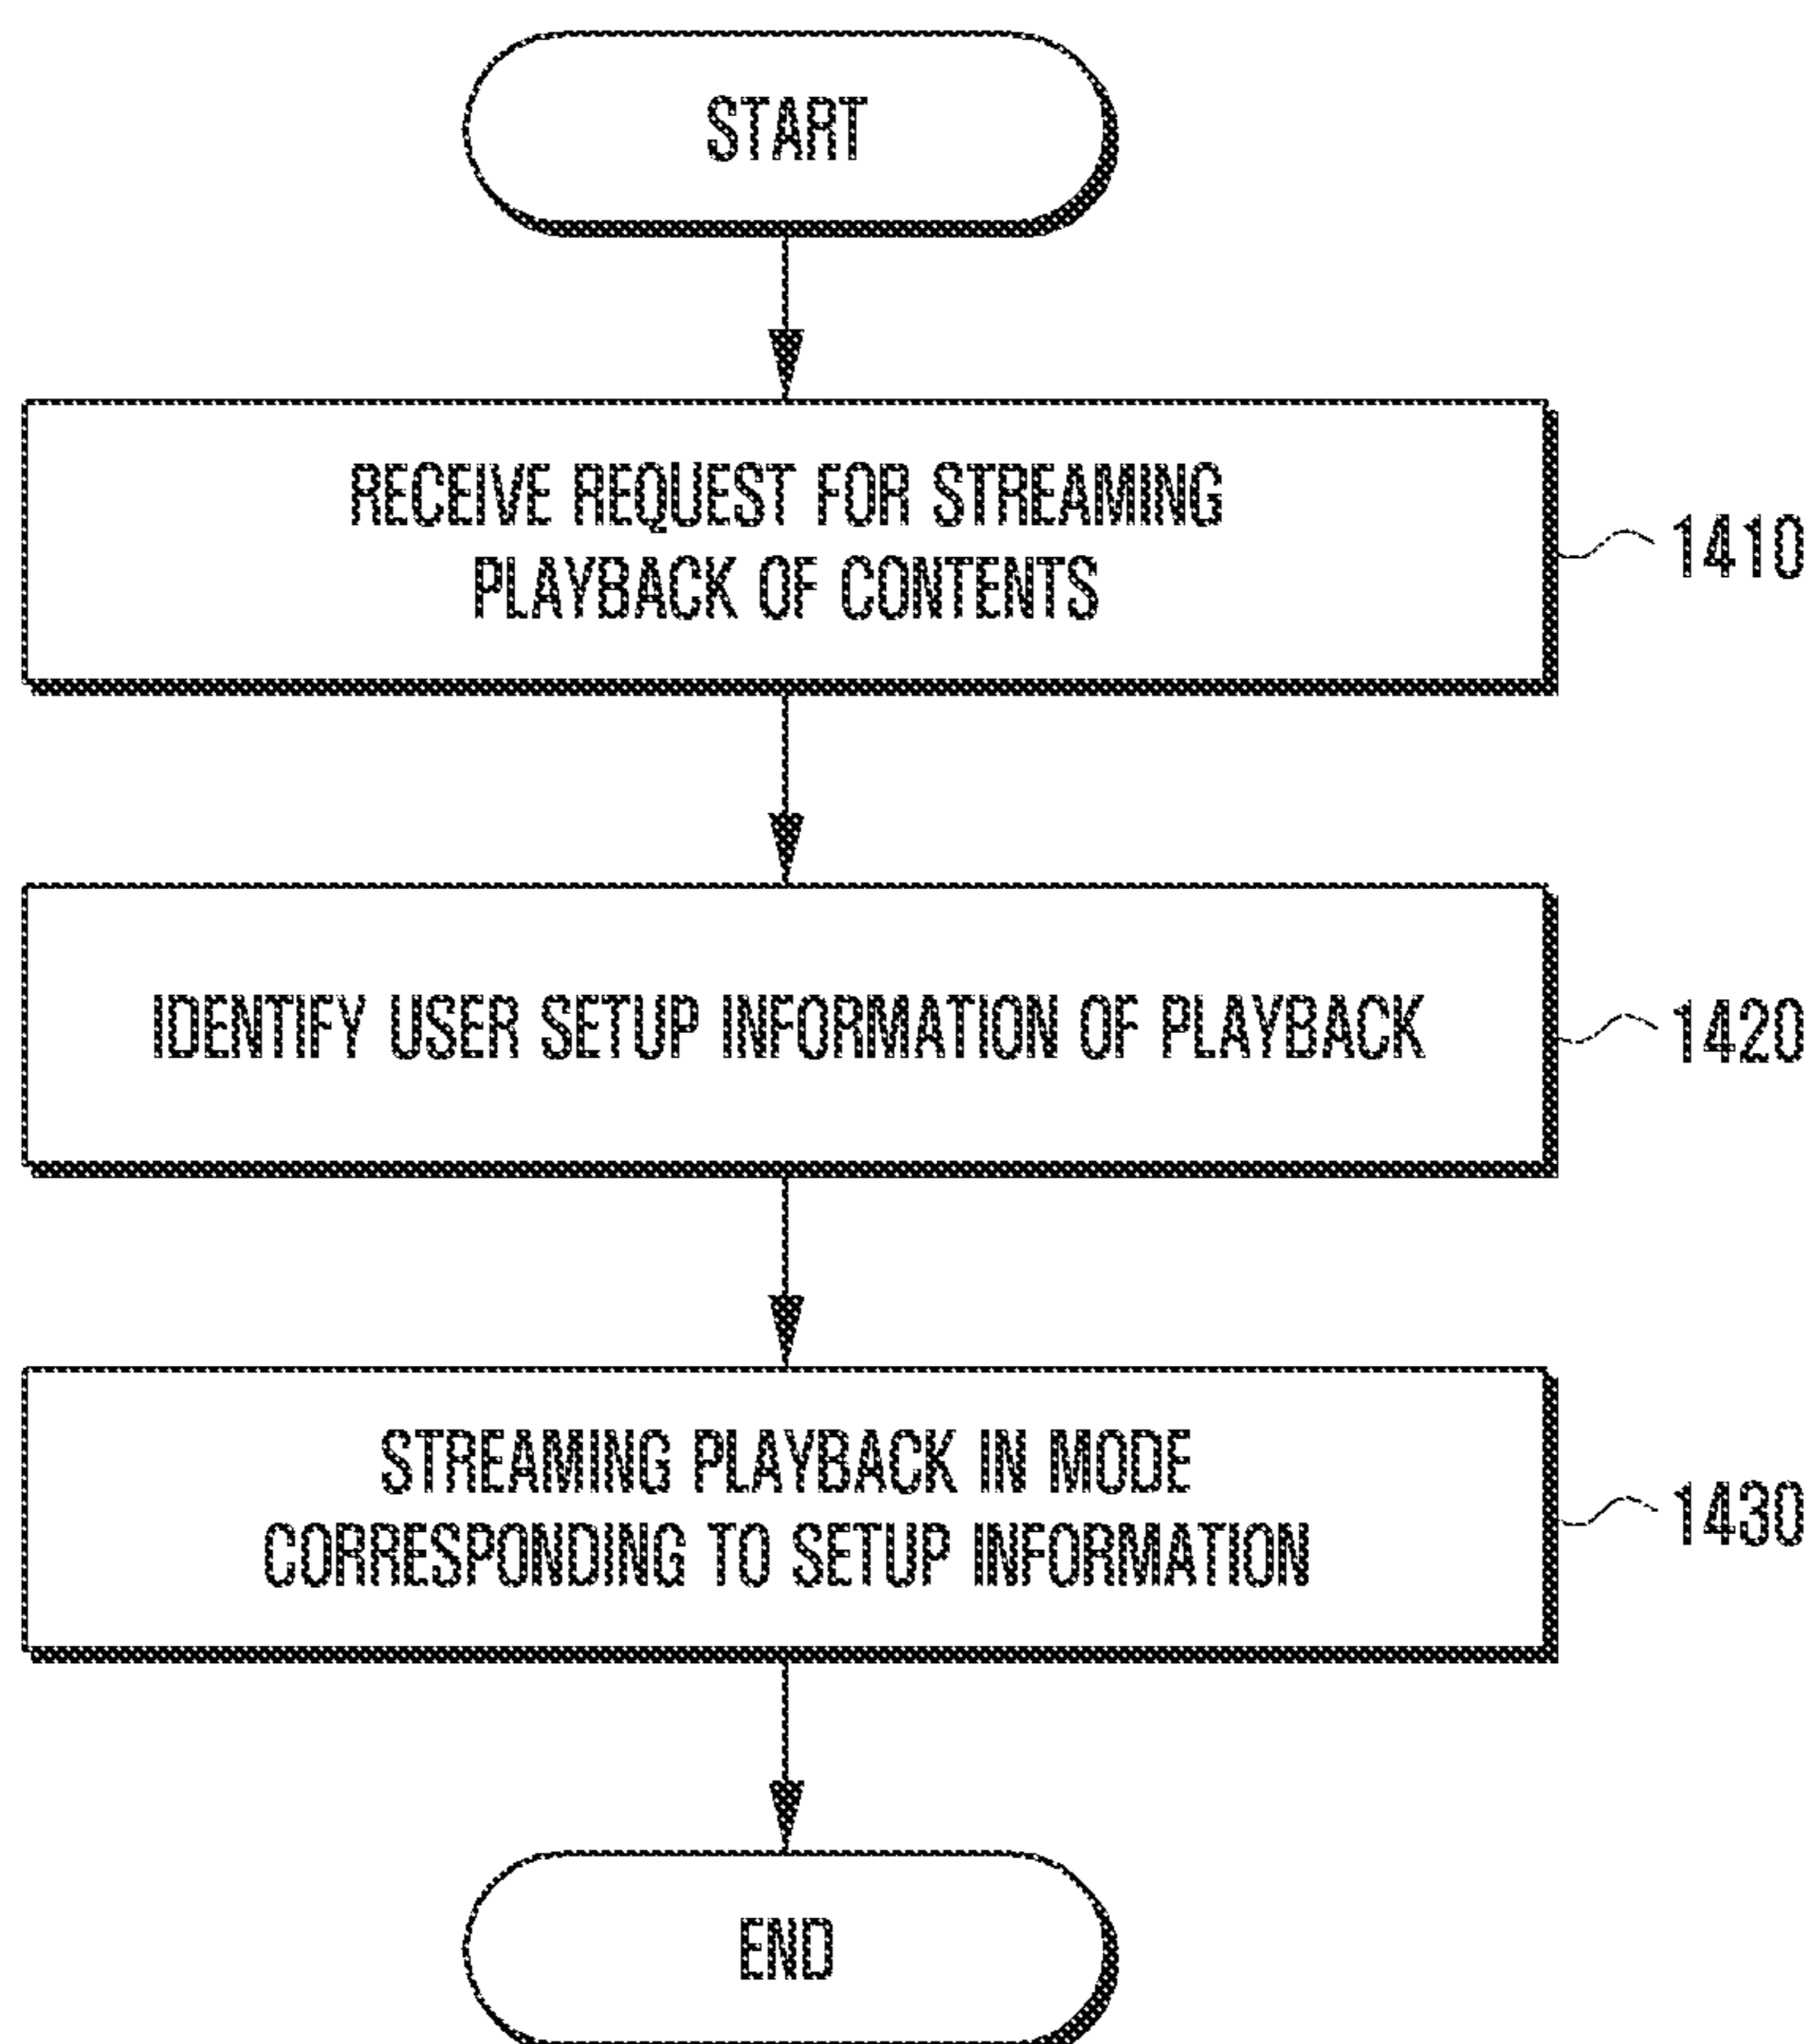 START
RECEIVE REQUEST FOR STREAMING
PLAYBACK OF CONTENTS
1410
IDENTIFY USER SETUP INFORMATION OF PLAYBACK
1420
STREAMING PLAYBACK IN MODE
CORRESPONDING TO SETUP INFORMATION
1430
END